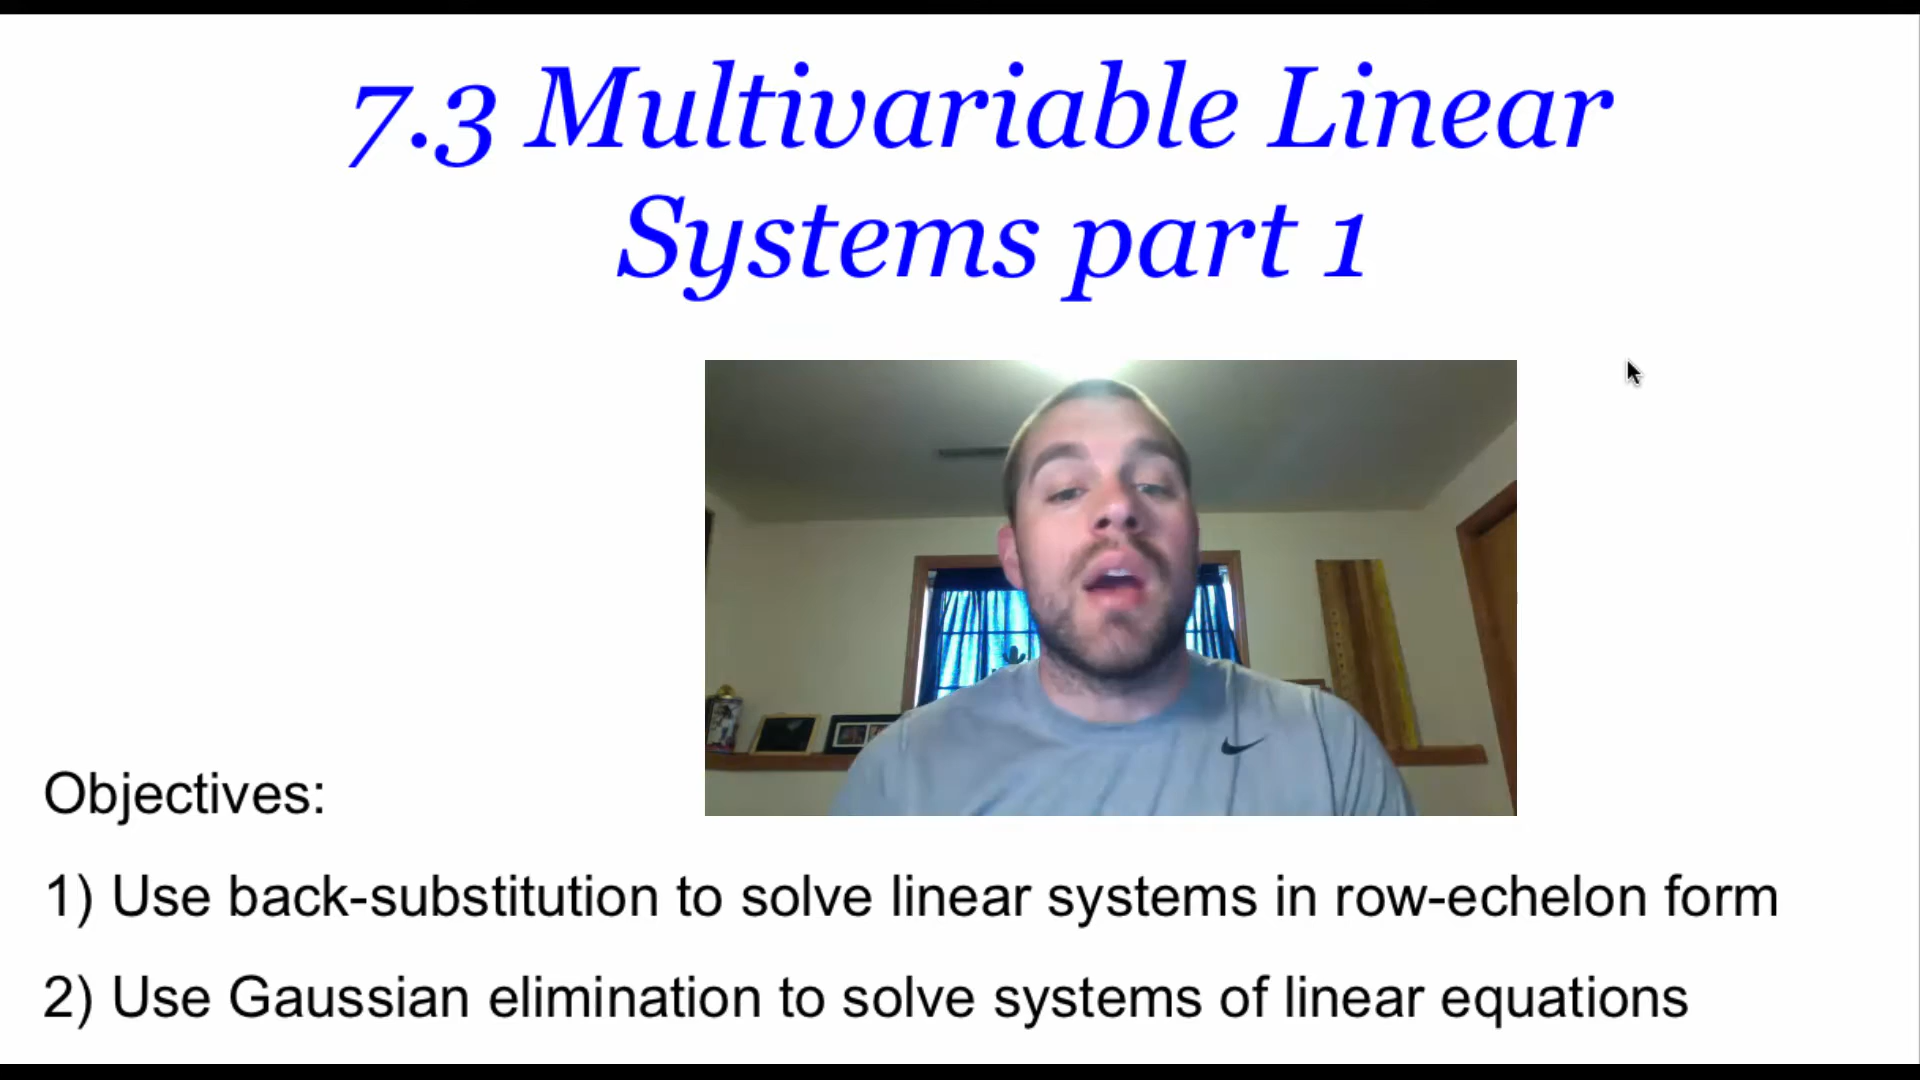 7.3 Multivariable Linear
Systems part 1
Objectives:
1) Use back-substitution to solve linear systems in row-echelon form
2) Use Gaussian elimination to solve systems of linear equations